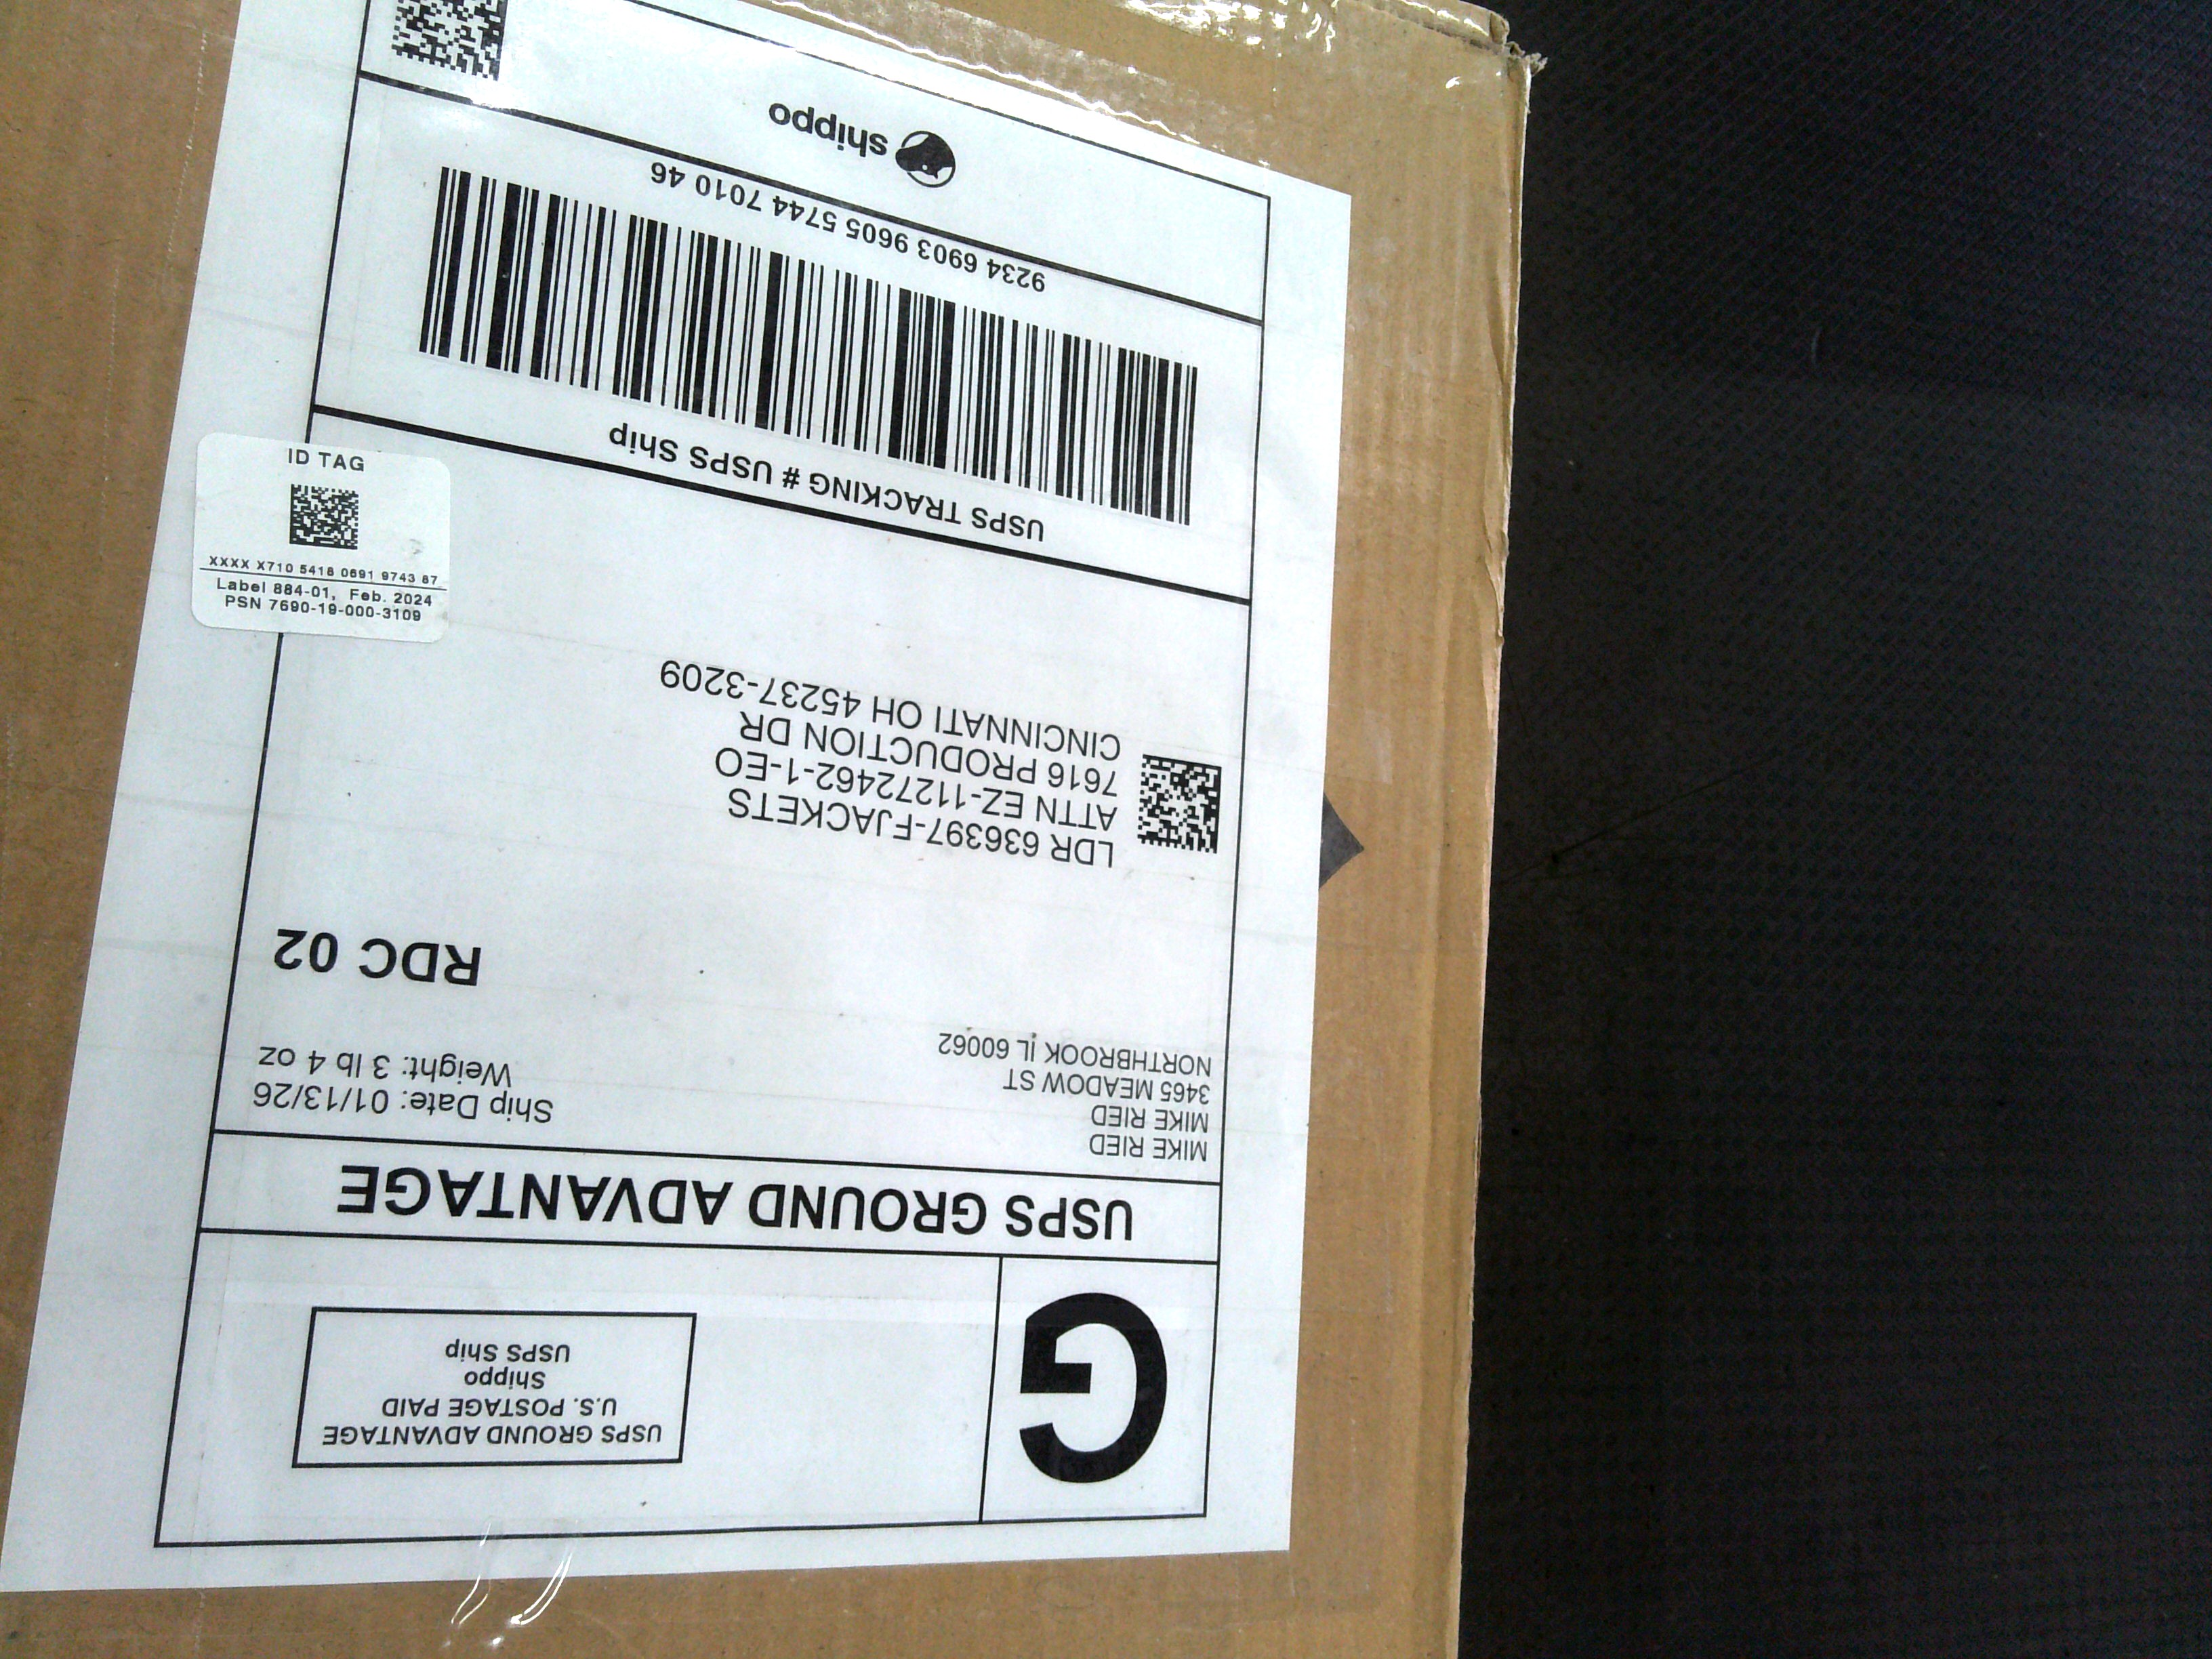 USPS GROUND ADVANTAGE
U.S. POSTAGE PAID
Shippo
USPS Ship
G
USPS GROUND ADVANTAGE
MIKE RIED
MIKE RIED
3465 MEADOW ST
NORTHBROOK IL 60062
Ship Date: 01/13/26
Weight: 3 lb 4 oz
RDC 02
LDR 636397-FJACKETS
ATTN EZ-11272462-1-EO
7616 PRODUCTION DR
CINCINNATI OH 45237-3209
USPS TRACKING # USPS Ship
9234 6903 9605 5744 7010 46
shippo
ID TAG
XXXX X710 5418 0691 9743 87
Label 884-01, Feb. 2024
PSN 7690-19-000-3109